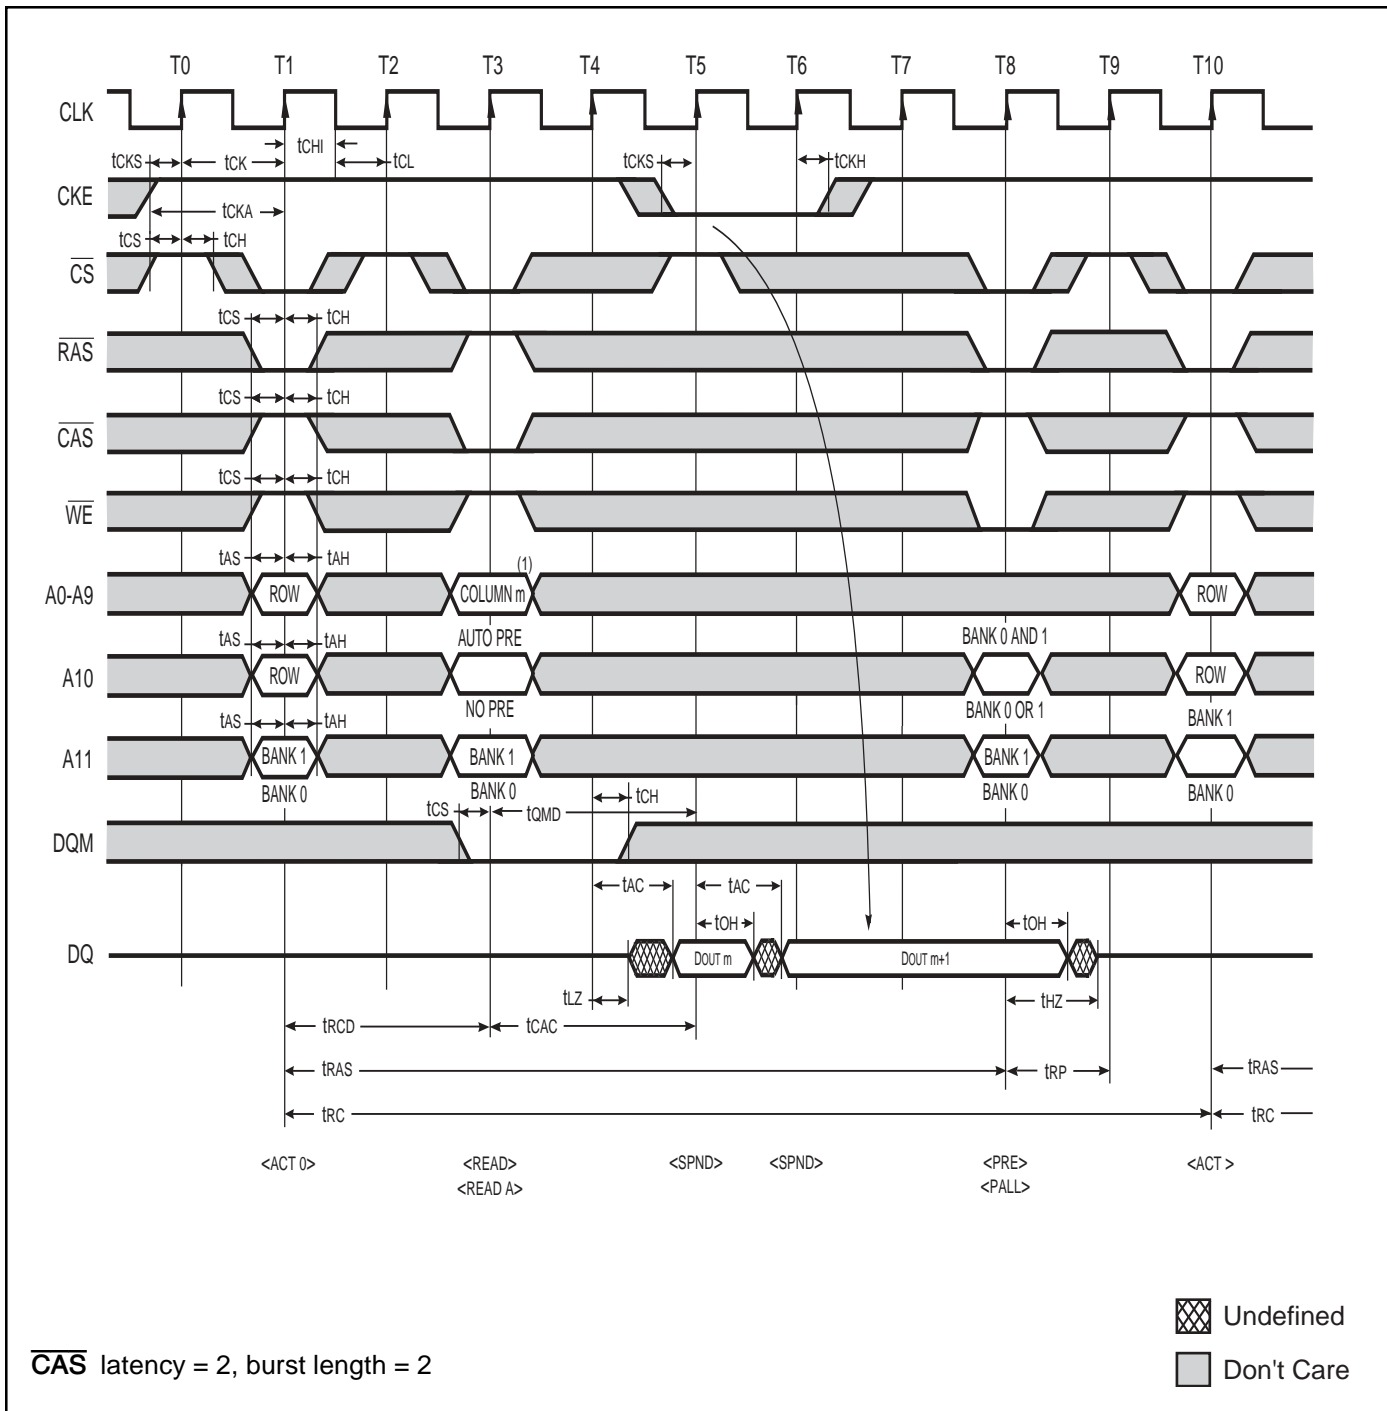 T0 T1 T2 T3 T4 T5 T6 T7 T8 T9 T10
CLK
tCHI
tCKS tCK tCL tCKS tCKH
CKE
tCKA
tCS tCH
CS
tCS tCH
RAS
tCS tCH
CAS
tCS tCH
WE
tAS tAH (1)
A0-A9 ROW COLUMN m ROW
tAS tAH AUTO PRE BANK 0 AND 1
A10 ROW ROW
tAS tAH NO PRE BANK 0 OR 1 BANK 1
A11 BANK 1 BANK 1 BANK 1
BANK 0 BANK 0 BANK 0 BANK 0
tCS tQMD tCH
DQM
tAC tAC
tOH tOH
DQ DOUT m DOUT m+1
tLZ tHZ
tRCD tCAC
tRAS tRP tRAS
tRC tRC
<ACT 0> <READ> <SPND> <SPND> <PRE> <ACT >
<READ A> <PALL>
Undefined
CAS latency = 2, burst length = 2
Don't Care